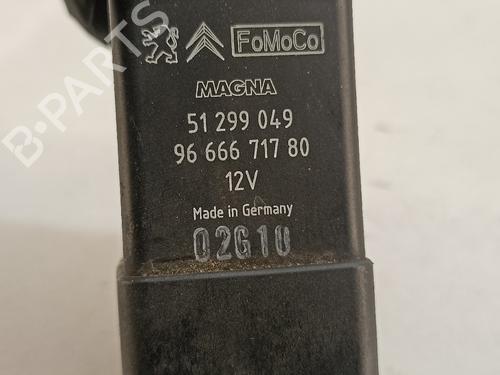 FoMoCo
MAGNA
51 299 049
96 666 717 80
12V
Made in Germany
02G10
B-PARTS